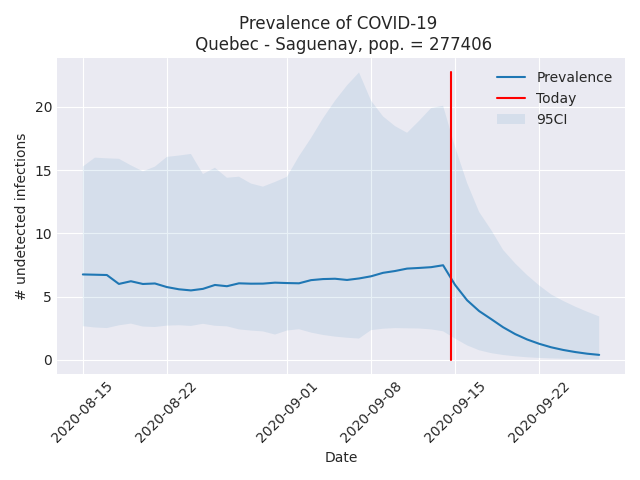 Prevalence of COVID-19
Quebec - Saguenay, pop. = 277406
Prevalence
Today
95CI
# undetected infections
20
15
10
5
0
2020-08-15
2020-08-22
2020-09-01
2020-09-08
2020-09-15
2020-09-22
Date